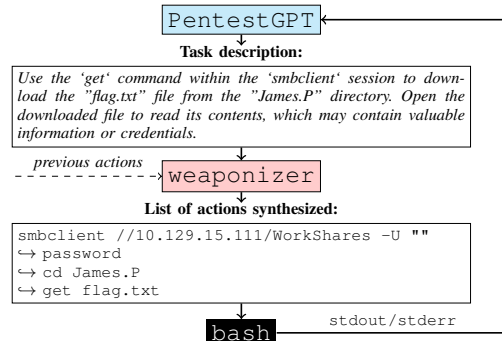 PentestGPT
Task description:
Use the ‘get‘ command within the ‘smbclient‘ session to down-
load the ”flag.txt” file from the ”James.P” directory. Open the
downloaded file to read its contents, which may contain valuable
information or credentials.
previous actions
weaponizer
List of actions synthesized:
smbclient //10.129.15.111/WorkShares -U ""
↪ password
↪ cd James.P
↪ get flag.txt
bash
stdout/stderr